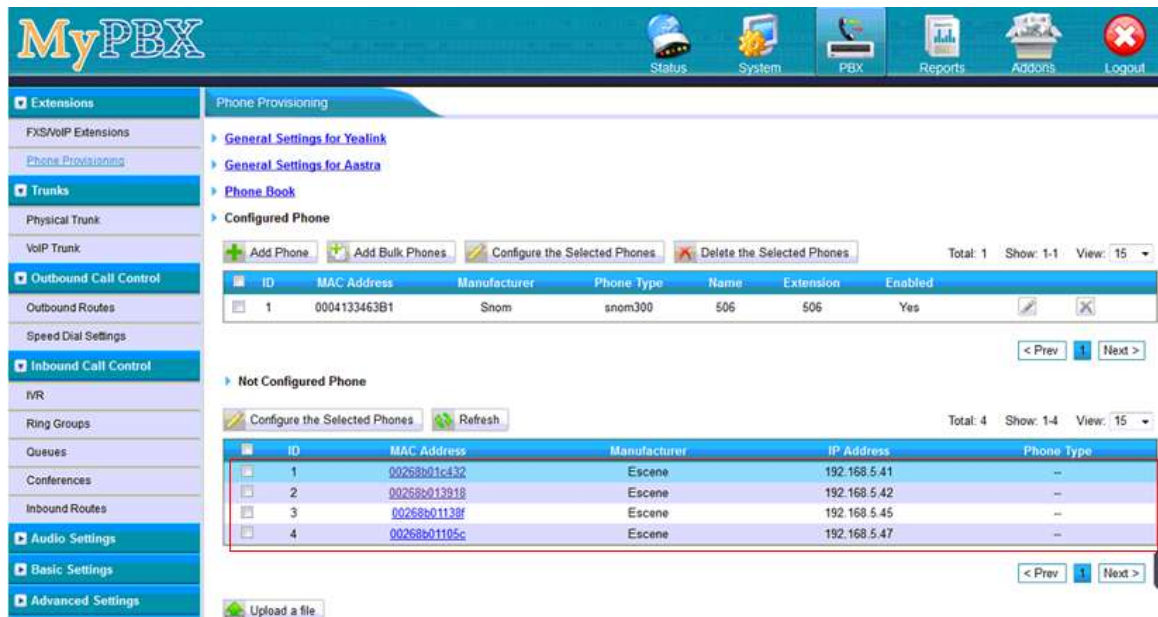 MyPBX
Status System PBX Reports Addons Logout
Extensions
FXS/VoIP Extensions
Phone Provisioning
Trunks
Physical Trunk
VoIP Trunk
Outbound Call Control
Outbound Routes
Speed Dial Settings
Inbound Call Control
IVR
Ring Groups
Queues
Conferences
Inbound Routes
Audio Settings
Basic Settings
Advanced Settings
Phone Provisioning
General Settings for Yealink
General Settings for Aastra
Phone Book
Configured Phone
Add Phone Add Bulk Phones Configure the Selected Phones Delete the Selected Phones Total: 1 Show: 1-1 View: 15
ID MAC Address Manufacturer Phone Type Name Extension Enabled
1 0004133463B1 Snom snom300 506 506 Yes
< Prev 1 Next >
Not Configured Phone
Configure the Selected Phones Refresh Total: 4 Show: 1-4 View: 15
ID MAC Address Manufacturer IP Address Phone Type
1 00268b01c432 Escene 192.168.5.41 --
2 00268b013918 Escene 192.168.5.42 --
3 00268b01138f Escene 192.168.5.45 --
4 00268b01105c Escene 192.168.5.47 --
< Prev 1 Next >
Upload a file